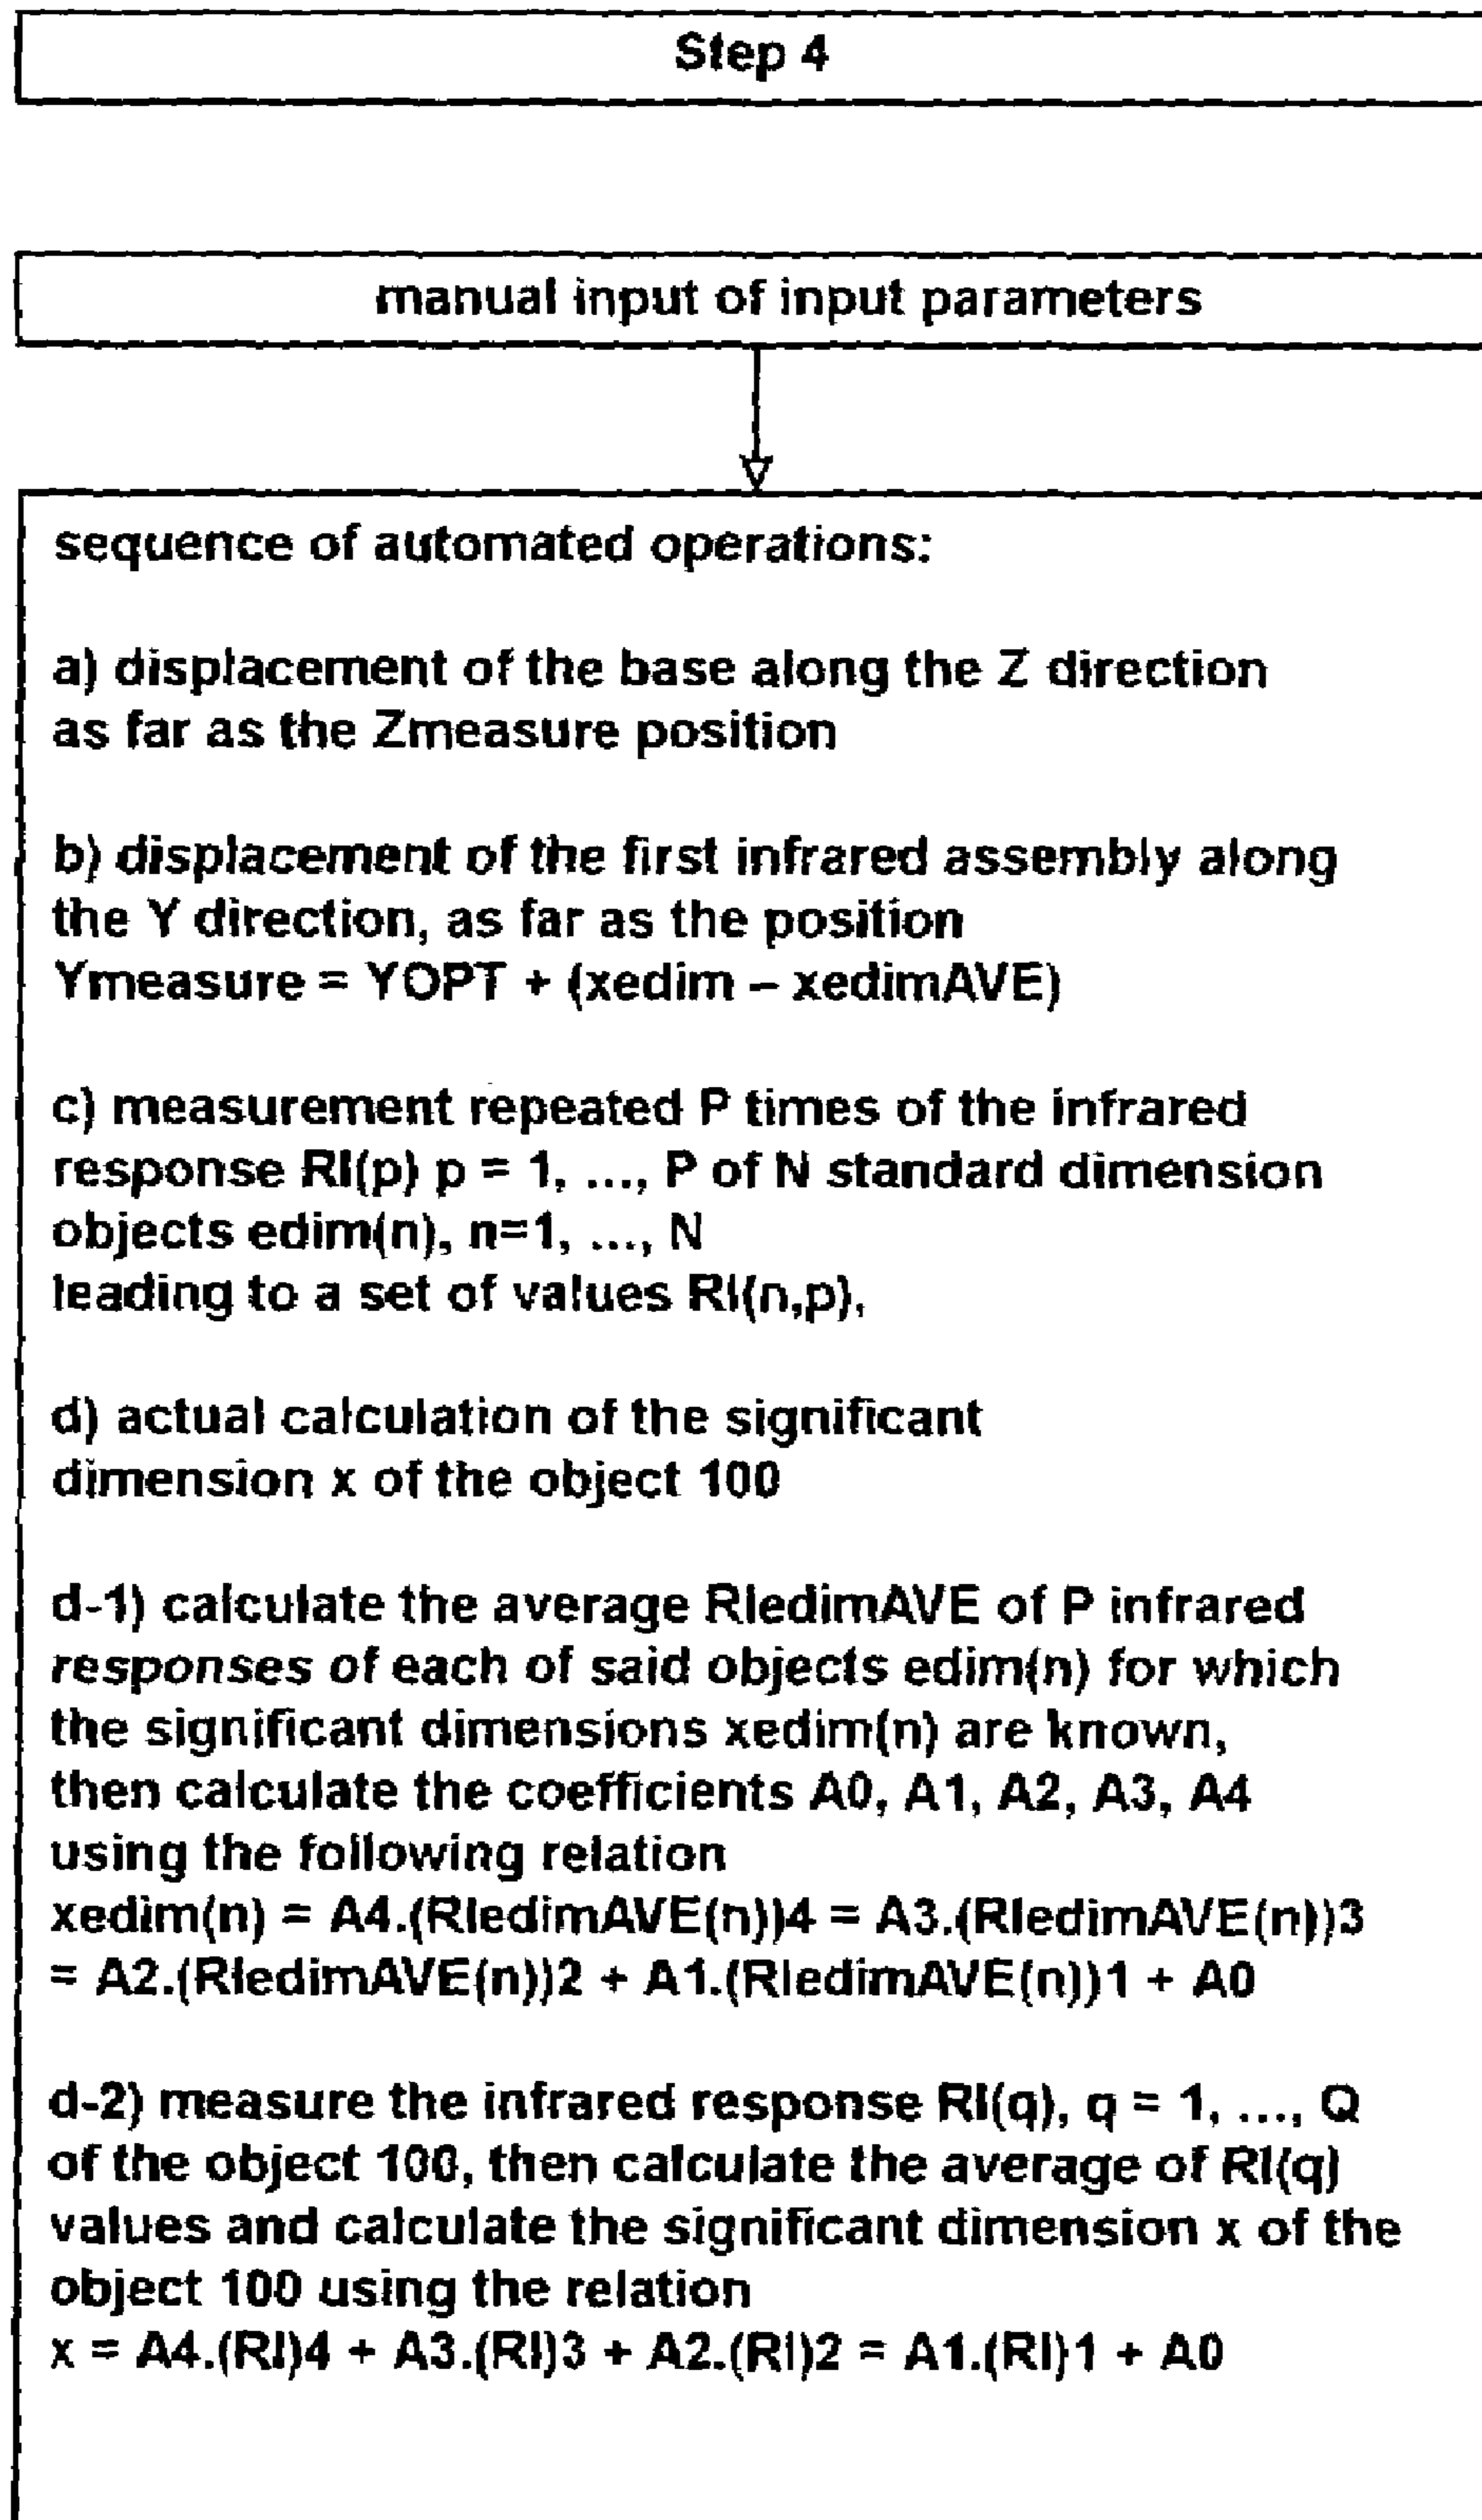 Step 4
manual input of input parameters
sequence of automated operations:
a) displacement of the base along the Z direction
as far as the Zmeasure position
b) displacement of the first infrared assembly along
the Y direction, as far as the position
Ymeasure = YOPT + (xedim – xedimAVE)
c) measurement repeated P times of the infrared
response RI(p) p = 1, ..., P of N standard dimension
objects edim(n), n=1, ..., N
leading to a set of values RI(n,p),
d) actual calculation of the significant
dimension x of the object 100
d-1) calculate the average RIedimAVE of P infrared
responses of each of said objects edim(n) for which
the significant dimensions xedim(n) are known,
then calculate the coefficients A0, A1, A2, A3, A4
using the following relation
xedim(n) = A4.(RIedimAVE(n))4 = A3.(RIedimAVE(n))3
= A2.(RIedimAVE(n))2 + A1.(RIedimAVE(n))1 + A0
d-2) measure the infrared response RI(q), q = 1, ..., Q
of the object 100, then calculate the average of RI(q)
values and calculate the significant dimension x of the
object 100 using the relation
x = A4.(RI)4 + A3.(RI)3 + A2.(RI)2 = A1.(RI)1 + A0